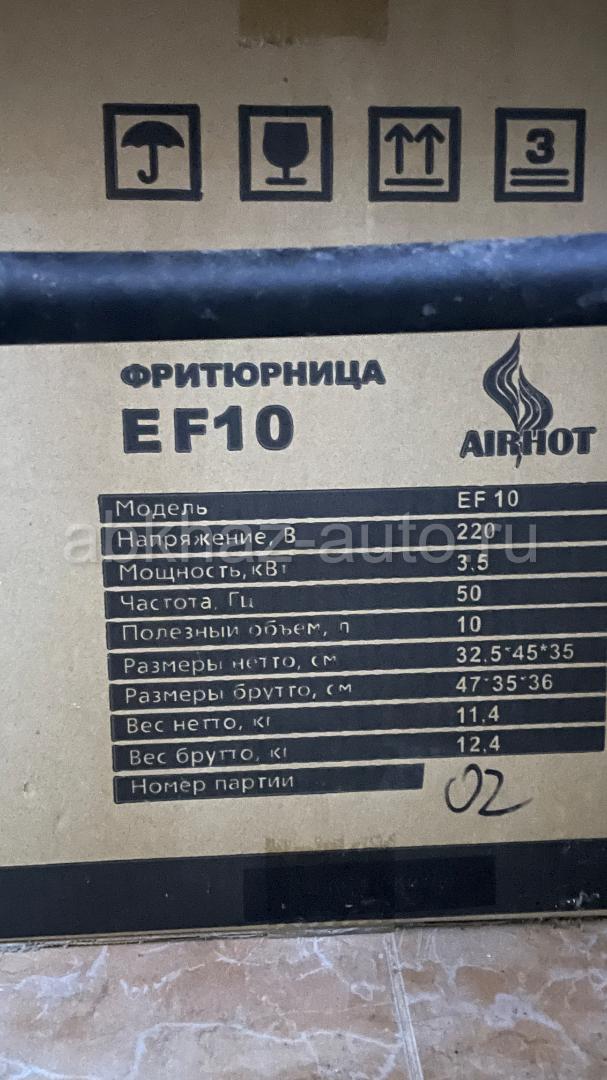 3
ФРИТЮРНИЦА
EF10
AIRHOT
Модель EF 10
Напряжение, В 220
Мощность, кВт 3.5
Частота, Гц 50
Полезный объем, л 10
Размеры нетто, см 32.5*45*35
Размеры брутто, см 47*35*36
Вес нетто, кг 11.4
Вес брутто, кг 12.4
Номер партии 02
abkhaz-auto.ru